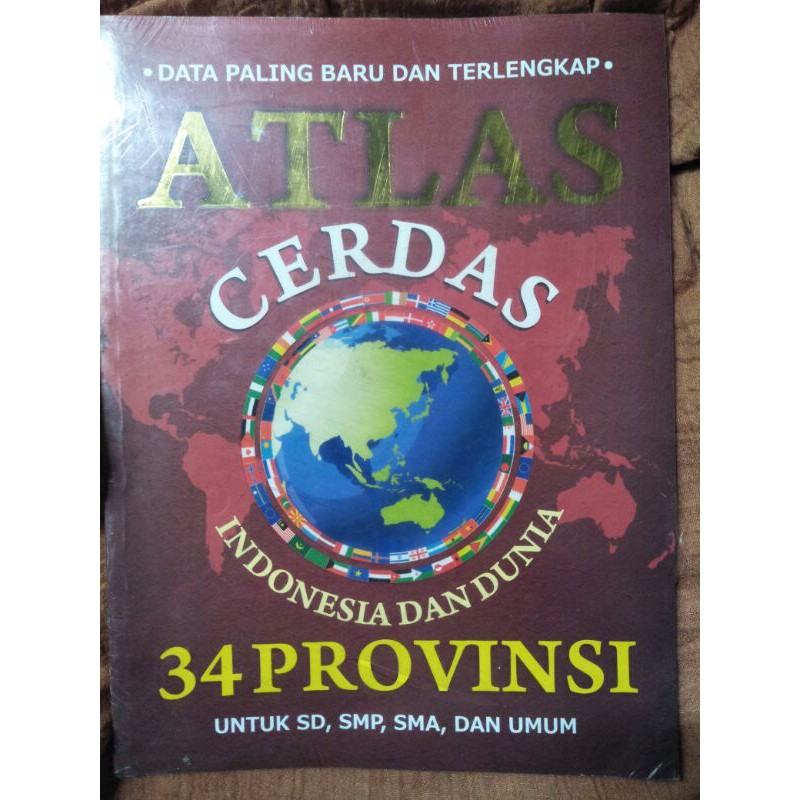 • DATA PALING BARU DAN TERLENGKAP •
ATLAS
CERDAS
INDONESIA DAN DUNIA
34 PROVINSI
UNTUK SD, SMP, SMA, DAN UMUM